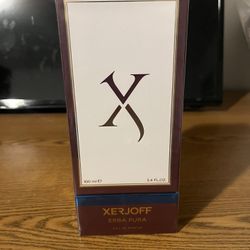 X
100 ml ℮ 3.4 FL.OZ.
XERJOFF
ERBA PURA
EAU DE PARFUM